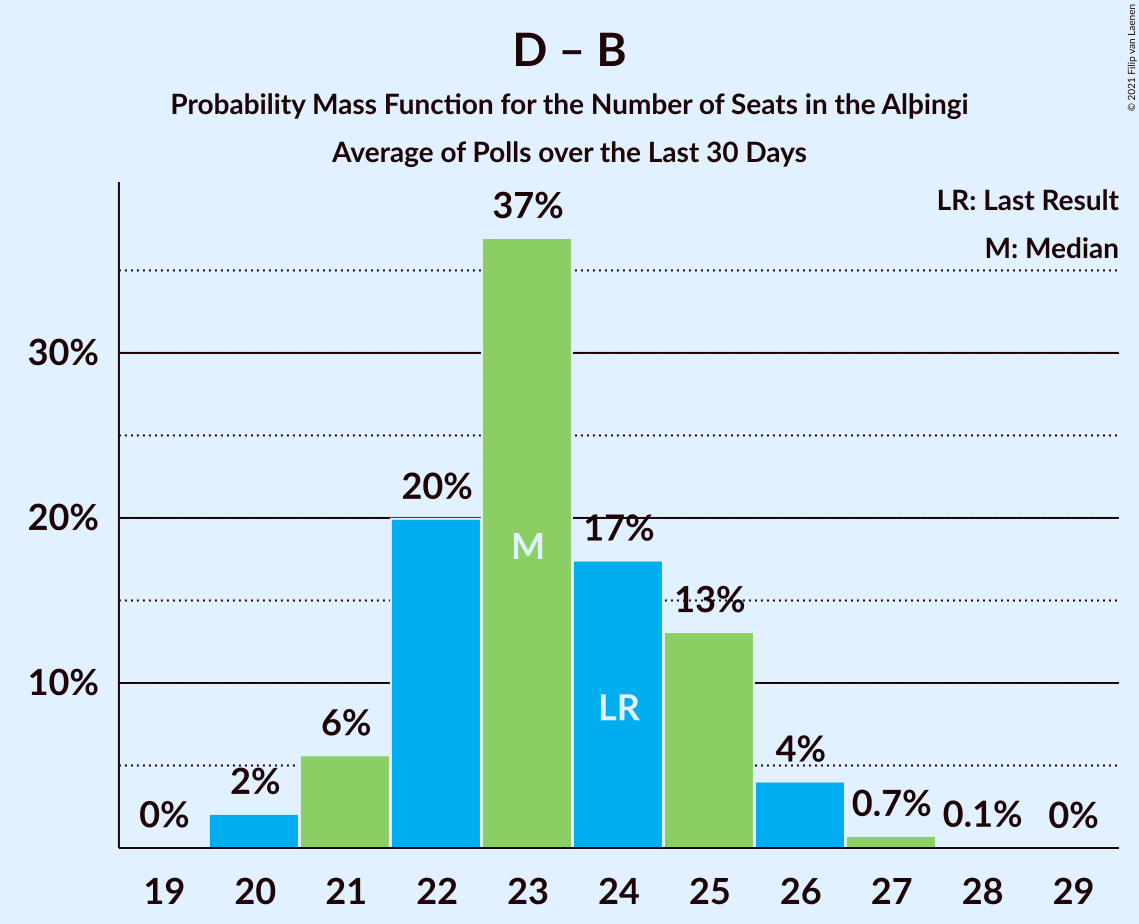 D – B
Probability Mass Function for the Number of Seats in the Alþingi
Average of Polls over the Last 30 Days
© 2021 Filip van Laenen
LR: Last Result
M: Median
30%
20%
10%
0%
2%
6%
20%
37%
17%
13%
4%
0.7%
0.1%
0%
M
LR
19 20 21 22 23 24 25 26 27 28 29